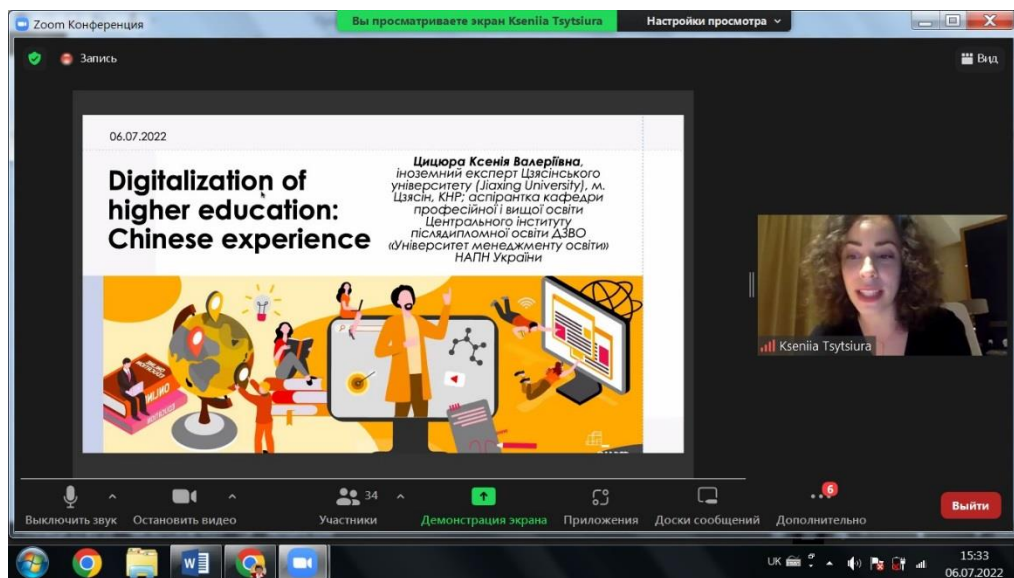 Zoom Конференция
Вы просматриваете экран Kseniia Tsytsiura
Настройки просмотра
Запись
Вид
06.07.2022
Digitalization of
higher education:
Chinese experience
Цицюра Ксенія Валеріївна,
іноземний експерт Цзясінського
університету (Jiaxing University), м.
Цзясін, КНР; аспірантка кафедри
професійної і вищої освіти
Центрального інституту
післядипломної освіти ДЗВО
«Університет менеджменту освіти»
НАПН України
Kseniia Tsytsiura
34
6
Выключить звук
Остановить видео
Участники
Демонстрация экрана
Приложения
Доски сообщений
Дополнительно
Выйти
UK
15:33
06.07.2022